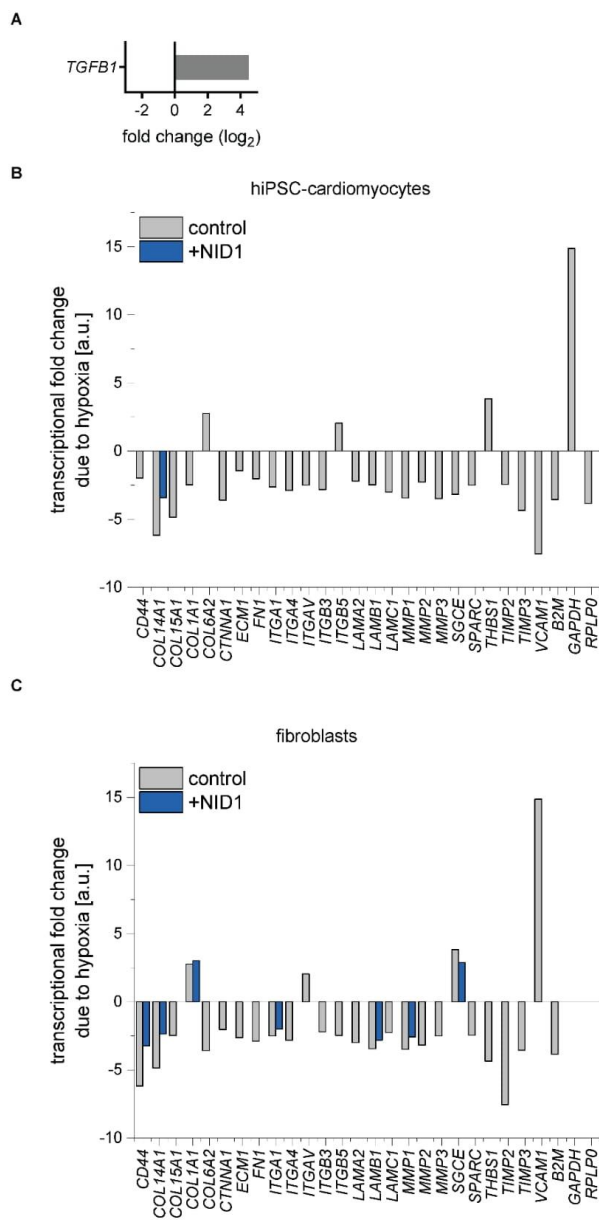 A
TGFB1
-2 0 2 4
fold change (log2)
B
hiPSC-cardiomyocytes
control
+NID1
transcriptional fold change
due to hypoxia [a.u.]
15
10
5
0
-5
-10
CD44 COL14A1 COL15A1 COL1A1 COL6A2 CTNNA1 ECM1 FN1 ITGA1 ITGA4 ITGAV ITGB3 ITGB5 LAMA2 LAMB1 LAMC1 MMP1 MMP2 MMP3 SGCE SPARC THBS1 TIMP2 TIMP3 VCAM1 B2M GAPDH RPLP0
C
fibroblasts
control
+NID1
transcriptional fold change
due to hypoxia [a.u.]
15
10
5
0
-5
-10
CD44 COL14A1 COL15A1 COL1A1 COL6A2 CTNNA1 ECM1 FN1 ITGA1 ITGA4 ITGAV ITGB3 ITGB5 LAMA2 LAMB1 LAMC1 MMP1 MMP2 MMP3 SGCE SPARC THBS1 TIMP2 TIMP3 VCAM1 B2M GAPDH RPLP0